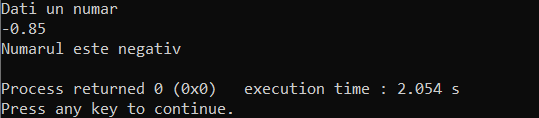 Dati un numar
-0.85
Numarul este negativ
Process returned 0 (0x0)   execution time : 2.054 s
Press any key to continue.